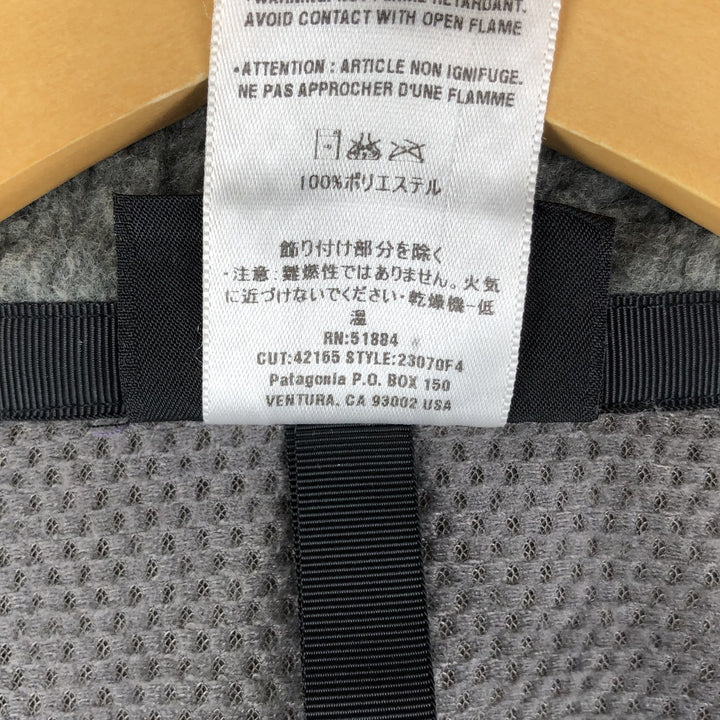 RETARDANT.
AVOID CONTACT WITH OPEN FLAME
•ATTENTION : ARTICLE NON IGNIFUGE.
NE PAS APPROCHER D'UNE FLAMME
100%ポリエステル
飾り付け部分を除く
・注意：難燃性ではありません。火気
に近づけないでください・乾燥機-低
温
RN:51884
CUT:42165 STYLE:23070F4
Patagonia P.O. BOX 150
VENTURA. CA 93002 USA